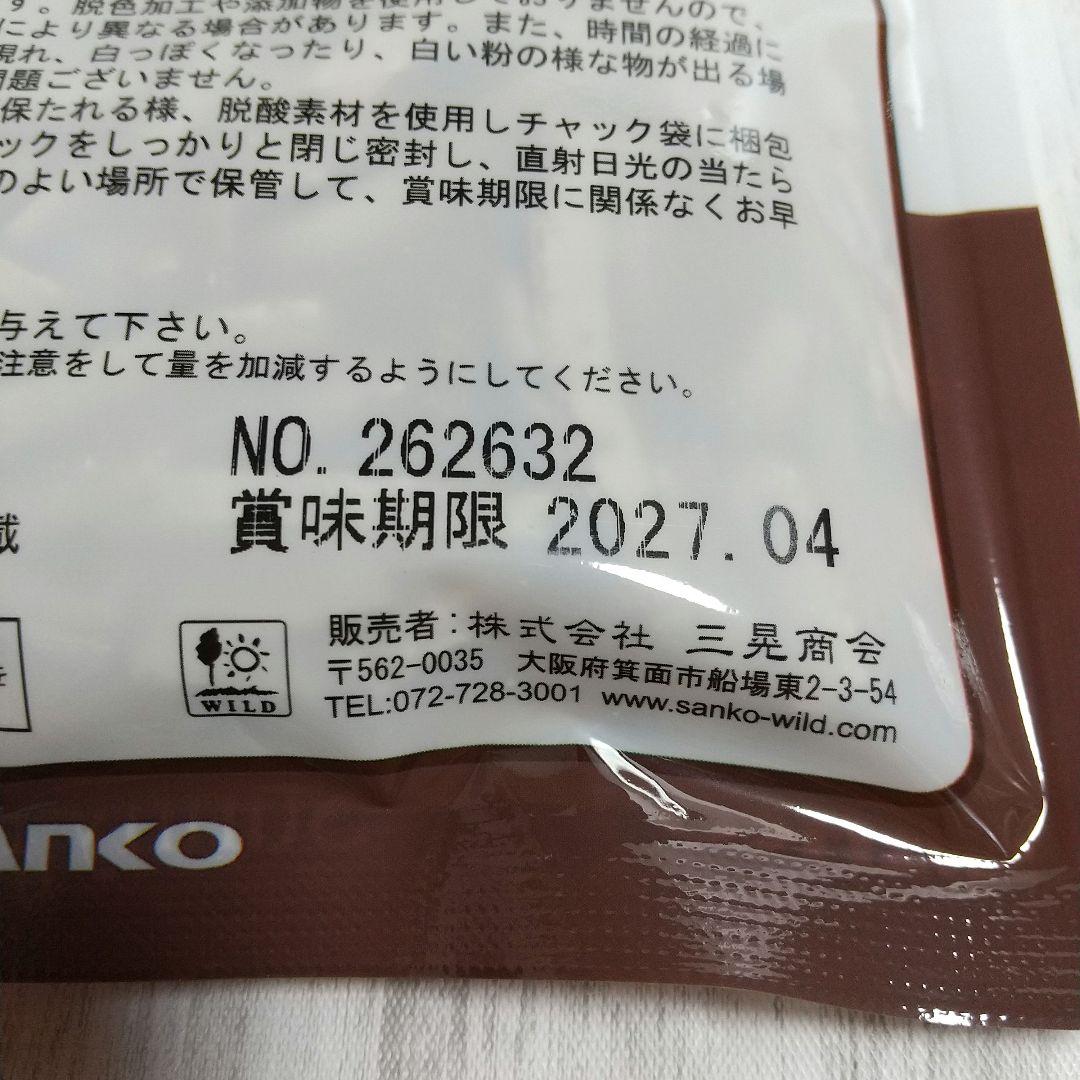 す。脱色加工や添加物を使用しておりませんので、
により異なる場合があります。また、時間の経過に
現れ、白っぽくなったり、白い粉の様な物が出る場
問題ございません。
保たれる様、脱酸素材を使用しチャック袋に梱包
ックをしっかりと閉じ密封し、直射日光の当たら
のよい場所で保管して、賞味期限に関係なくお早
与えて下さい。
注意をして量を加減するようにしてください。
NO. 262632
賞味期限 2027. 04
載
WILD
販売者：株式会社 三晃商会
〒562-0035 大阪府箕面市船場東2-3-54
TEL:072-728-3001 www.sanko-wild.com
ANKO